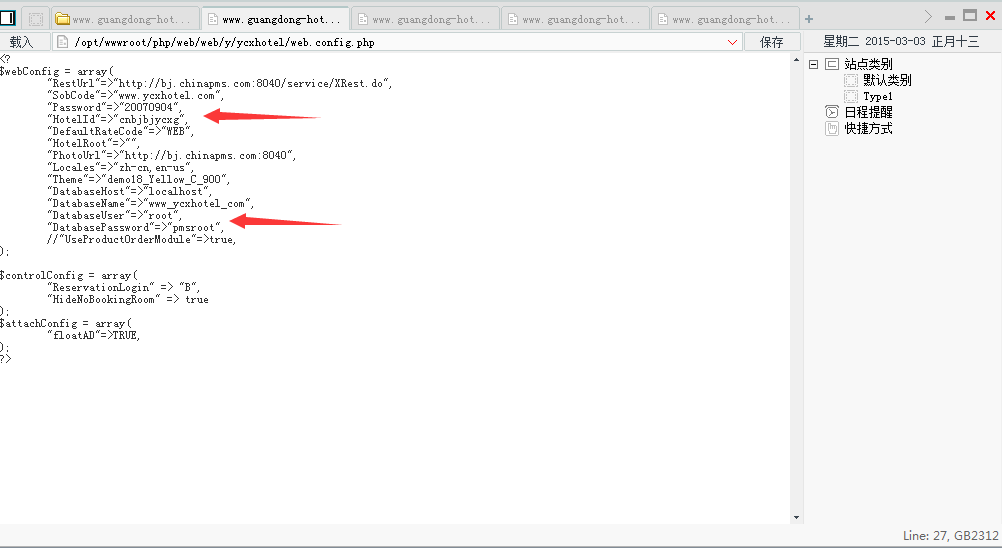 www.guangdong-hot...
www.guangdong-hot...
www.guangdong-hot...
www.guangdong-hot...
www.guangdong-hot...
+
载入
/opt/wwwroot/php/web/web/y/ycxhotel/web.config.php
保存
星期二 2015-03-03 正月十三
<?
$webConfig = array(
"RestUrl"=>"http://bj.chinapms.com:8040/service/XRest.do",
"SobCode"=>"www.ycxhotel.com",
"Password"=>"20070904",
"HotelId"=>"cnbjbjycxg",
"DefaultRateCode"=>"WEB",
"HotelRoot"=>"",
"PhotoUrl"=>"http://bj.chinapms.com:8040",
"Locales"=>"zh-cn,en-us",
"Theme"=>"demo18_Yellow_C_900",
"DatabaseHost"=>"localhost",
"DatabaseName"=>"www_ycxhotel_com",
"DatabaseUser"=>"root",
"DatabasePassword"=>"pmsroot",
//"UseProductOrderModule"=>true,
);
$controlConfig = array(
"ReservationLogin" => "B",
"HideNoBookingRoom" => true
);
$attachConfig = array(
"floatAD"=>TRUE,
);
?>
站点类别
默认类别
Type1
日程提醒
快捷方式
Line: 27, GB2312